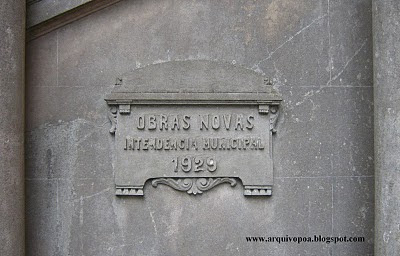 OBRAS NOVAS
INTENDENCIA MUNICIPAL
1929
www.arquivopoa.blogspot.com